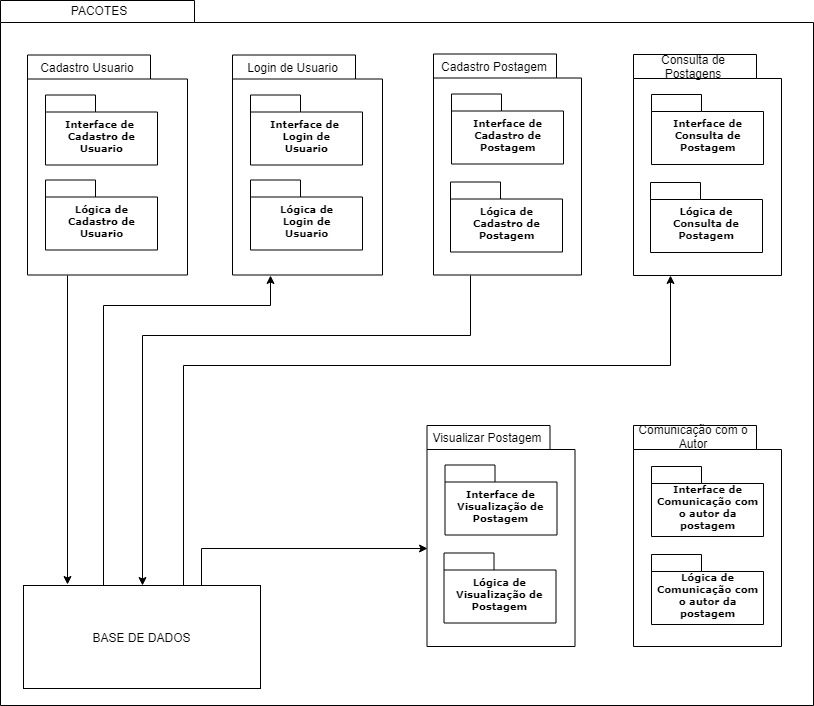 PACOTES
Cadastro Usuario
Interface de
Cadastro de
Usuario
Lógica de
Cadastro de
Usuario
Login de Usuario
Interface de
Login de
Usuario
Lógica de
Login de
Usuario
Cadastro Postagem
Interface de
Cadastro de
Postagem
Lógica de
Cadastro de
Postagem
Consulta de
Postagens
Interface de
Consulta de
Postagem
Lógica de
Consulta de
Postagem
Visualizar Postagem
Interface de
Visualização de
Postagem
Lógica de
Visualização de
Postagem
Comunicação com o
Autor
Interface de
Comunicação com
o autor da
postagem
Lógica de
Comunicação com
o autor da
postagem
BASE DE DADOS